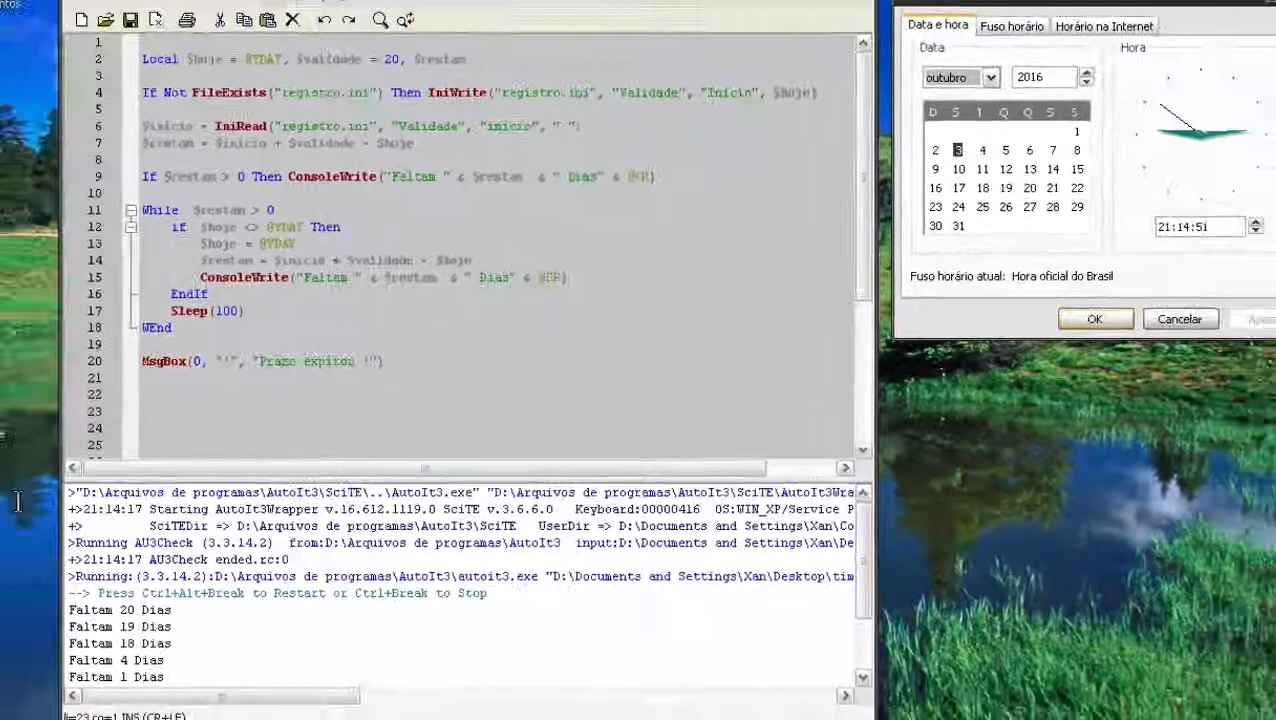 ntos
1
2 Local $hoje = @YDAY, $validade = 20, $restam
3
4 If Not FileExists("registro.ini") Then IniWrite("registro.ini", "Validade", "Inicio", $hoje)
5
6 $inicio = IniRead("registro.ini", "Validade", "inicio", " ")
7 $restam = $inicio + $validade - $hoje
8
9 If $restam > 0 Then ConsoleWrite("Faltam " & $restam & " Dias" & @CR)
10
11 While $restam > 0
12 if $hoje <> @YDAY Then
13 $hoje = @YDAY
14 $restam = $inicio + $validade - $hoje
15 ConsoleWrite("Faltam " & $restam & " Dias" & @CR)
16 EndIf
17 Sleep(100)
18 WEnd
19
20 MsgBox(0, "!", "Prazo expirou !")
21
22
23
24
25
>"D:\Arquivos de programas\AutoIt3\SciTE\..\AutoIt3.exe" "D:\Arquivos de programas\AutoIt3\SciTE\AutoIt3Wra
+>21:14:17 Starting AutoIt3Wrapper v.16.612.1119.0 SciTE v.3.6.6.0 Keyboard:00000416 OS:WIN_XP/Service P
+> SciTEDir => D:\Arquivos de programas\AutoIt3\SciTE UserDir => D:\Documents and Settings\Xan\Co
>Running AU3Check (3.3.14.2) from:D:\Arquivos de programas\AutoIt3 input:D:\Documents and Settings\Xan\De
+>21:14:17 AU3Check ended.rc:0
>Running:(3.3.14.2):D:\Arquivos de programas\AutoIt3\autoit3.exe "D:\Documents and Settings\Xan\Desktop\tim
--> Press Ctrl+Alt+Break to Restart or Ctrl+Break to Stop
Faltam 20 Dias
Faltam 19 Dias
Faltam 18 Dias
Faltam 4 Dias
Faltam 1 Dias
li=23 co=1 INS (CR+LF)
Data e hora Fuso horário Horário na Internet
Data
outubro 2016
D S T Q Q S S
1
2 3 4 5 6 7 8
9 10 11 12 13 14 15
16 17 18 19 20 21 22
23 24 25 26 27 28 29
30 31
Hora
21:14:51
Fuso horário atual: Hora oficial do Brasil
OK Cancelar